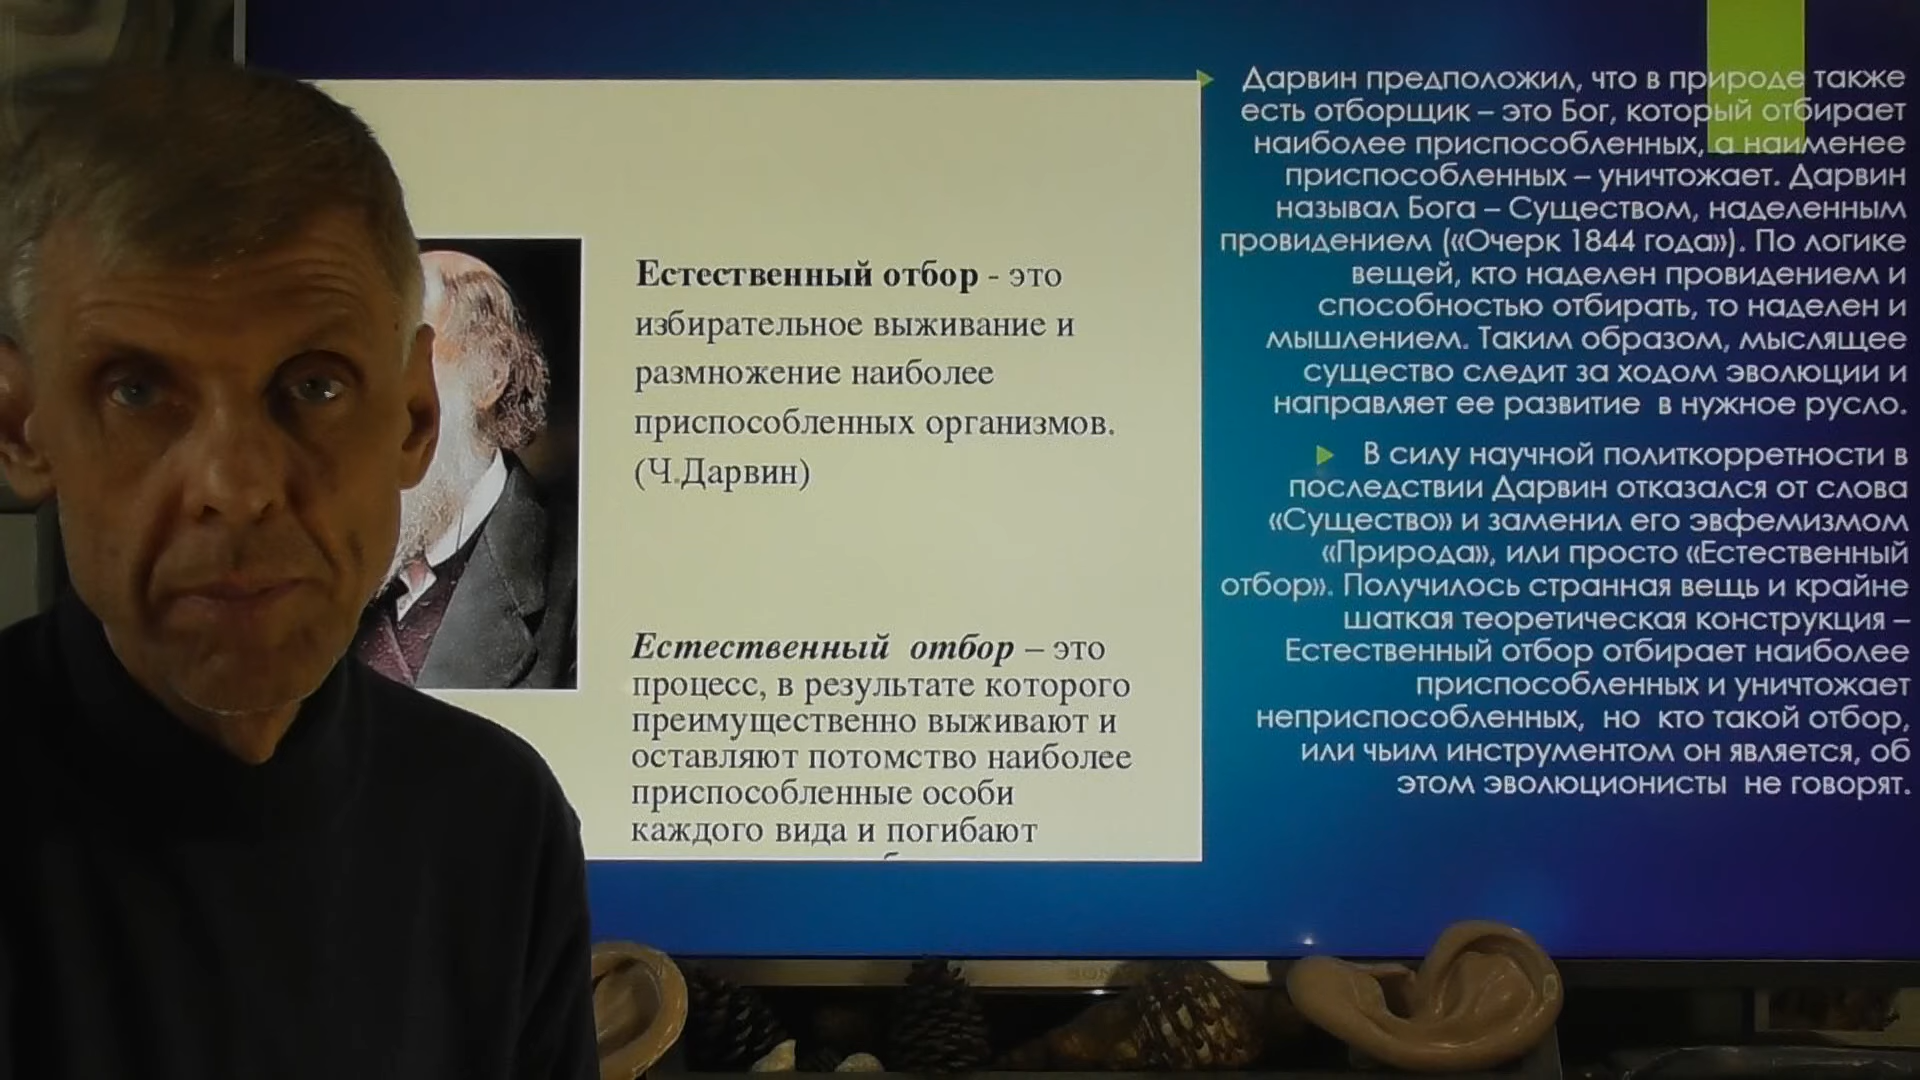 Естественный отбор - это
избирательное выживание и
размножение наиболее
приспособленных организмов.
(Ч.Дарвин)
Естественный отбор – это
процесс, в результате которого
преимущественно выживают и
оставляют потомство наиболее
приспособленные особи
каждого вида и погибают
Дарвин предположил, что в природе также
есть отборщик – это Бог, который отбирает
наиболее приспособленных, а наименее
приспособленных – уничтожает. Дарвин
называл Бога – Существом, наделенным
провидением («Очерк 1844 года»). По логике
вещей, кто наделен провидением и
способностью отбирать, то наделен и
мышлением. Таким образом, мыслящее
существо следит за ходом эволюции и
направляет ее развитие в нужное русло.
В силу научной политкорретности в
последствии Дарвин отказался от слова
«Существо» и заменил его эвфемизмом
«Природа», или просто «Естественный
отбор». Получилось странная вещь и крайне
шаткая теоретическая конструкция –
Естественный отбор отбирает наиболее
приспособленных и уничтожает
неприспособленных, но кто такой отбор,
или чьим инструментом он является, об
этом эволюционисты не говорят.
SONY